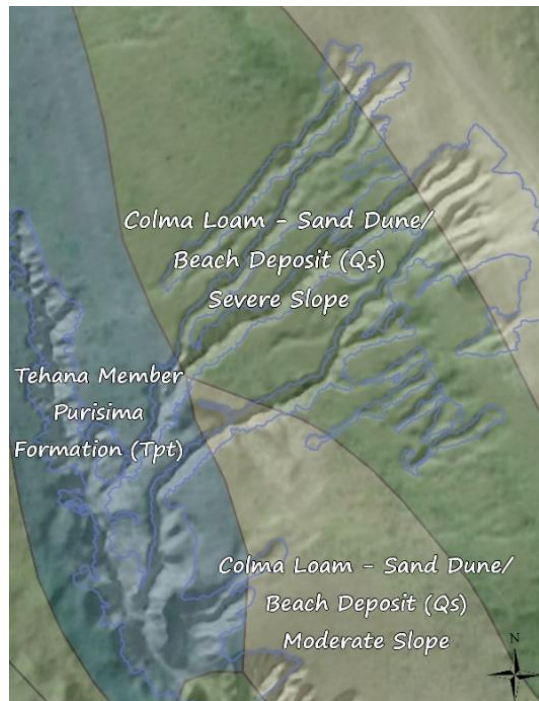 Colma Loam - Sand Dune/
Beach Deposit (Qs)
Severe Slope
Tehana Member
Purisima
Formation (Tpt)
Colma Loam - Sand Dune/
Beach Deposit (Qs)
Moderate Slope
N